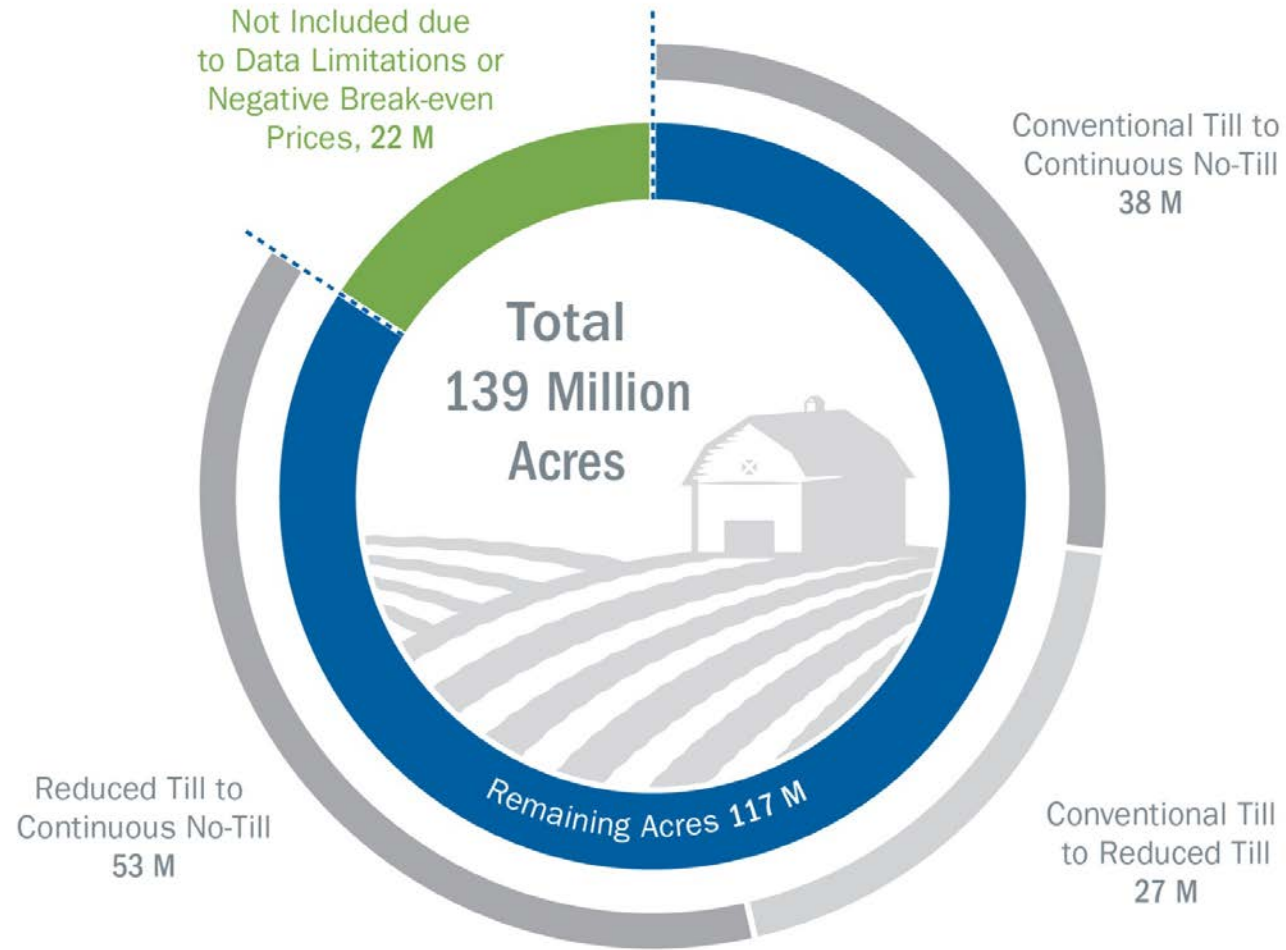 Not Included due
to Data Limitations or
Negative Break-even
Prices, 22 M
Conventional Till to
Continuous No-Till
38 M
Total
139 Million
Acres
Remaining Acres 117 M
Reduced Till to
Continuous No-Till
53 M
Conventional Till
to Reduced Till
27 M